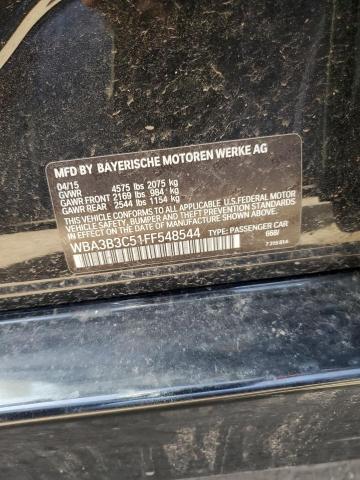 MFD BY BAYERISCHE MOTOREN WERKE AG
04/15
GVWR 4575 lbs 2075 kg
GAWR FRONT 2169 lbs 984 kg
GAWR REAR 2544 lbs 1154 kg
THIS VEHICLE CONFORMS TO ALL APPLICABLE U.S. FEDERAL MOTOR
VEHICLE SAFETY, BUMPER, AND THEFT PREVENTION STANDARDS
IN EFFECT ON THE DATE OF MANUFACTURE SHOWN ABOVE.
WBA3B3C51FF548544 TYPE: PASSENGER CAR
668/